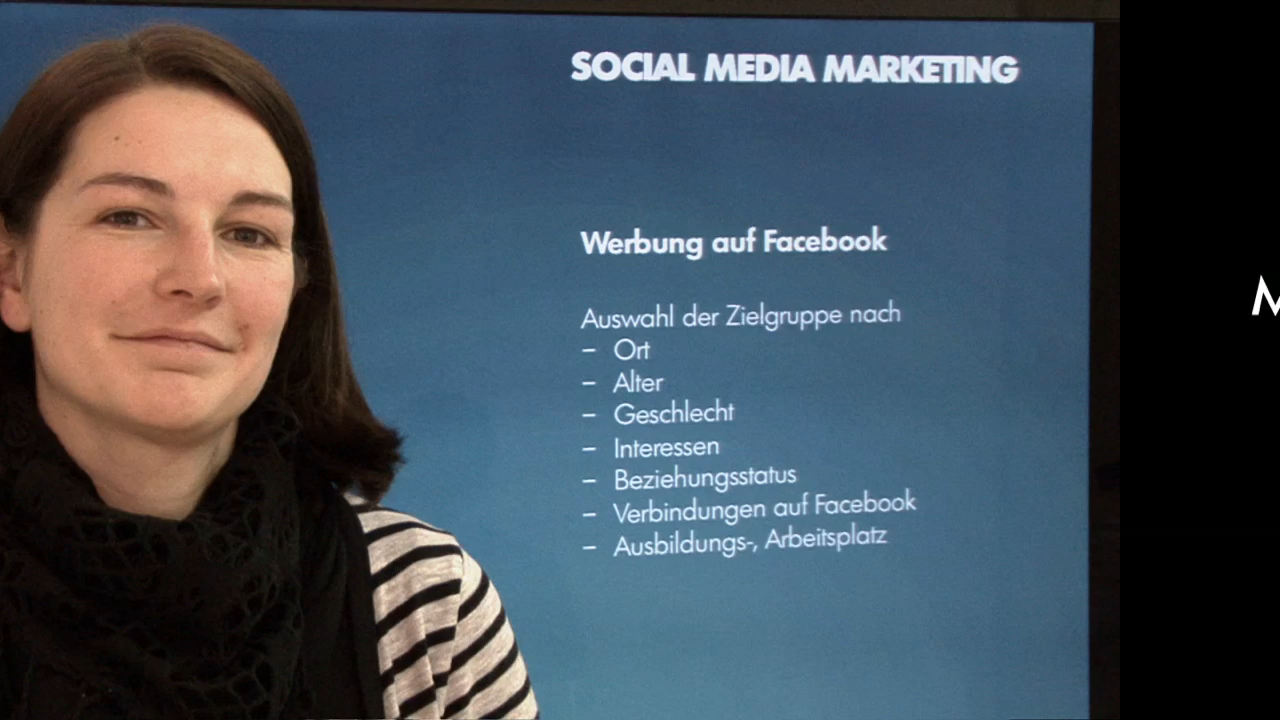 SOCIAL MEDIA MARKETING
Werbung auf Facebook
Auswahl der Zielgruppe nach
– Ort
– Alter
– Geschlecht
– Interessen
– Beziehungsstatus
– Verbindungen auf Facebook
– Ausbildungs-, Arbeitsplatz